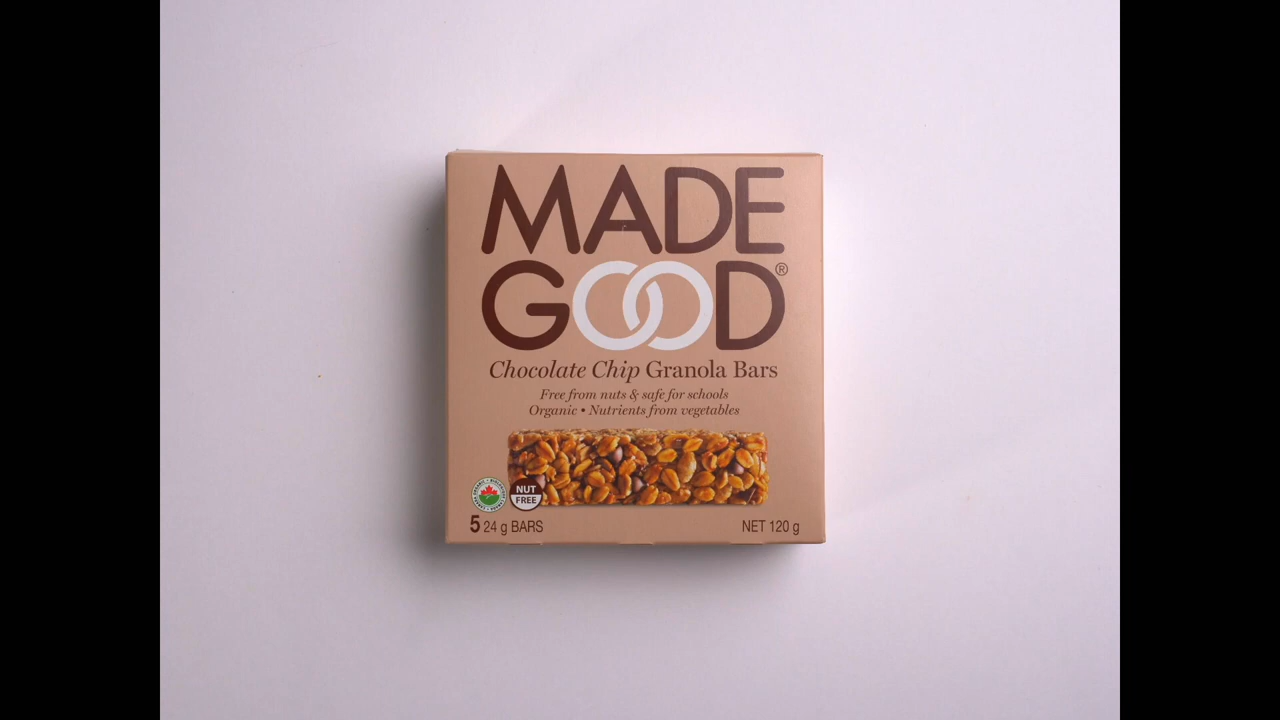 MADE
GOOD®
Chocolate Chip Granola Bars
Free from nuts & safe for schools
Organic • Nutrients from vegetables
NUT
FREE
5 24 g BARS
NET 120 g